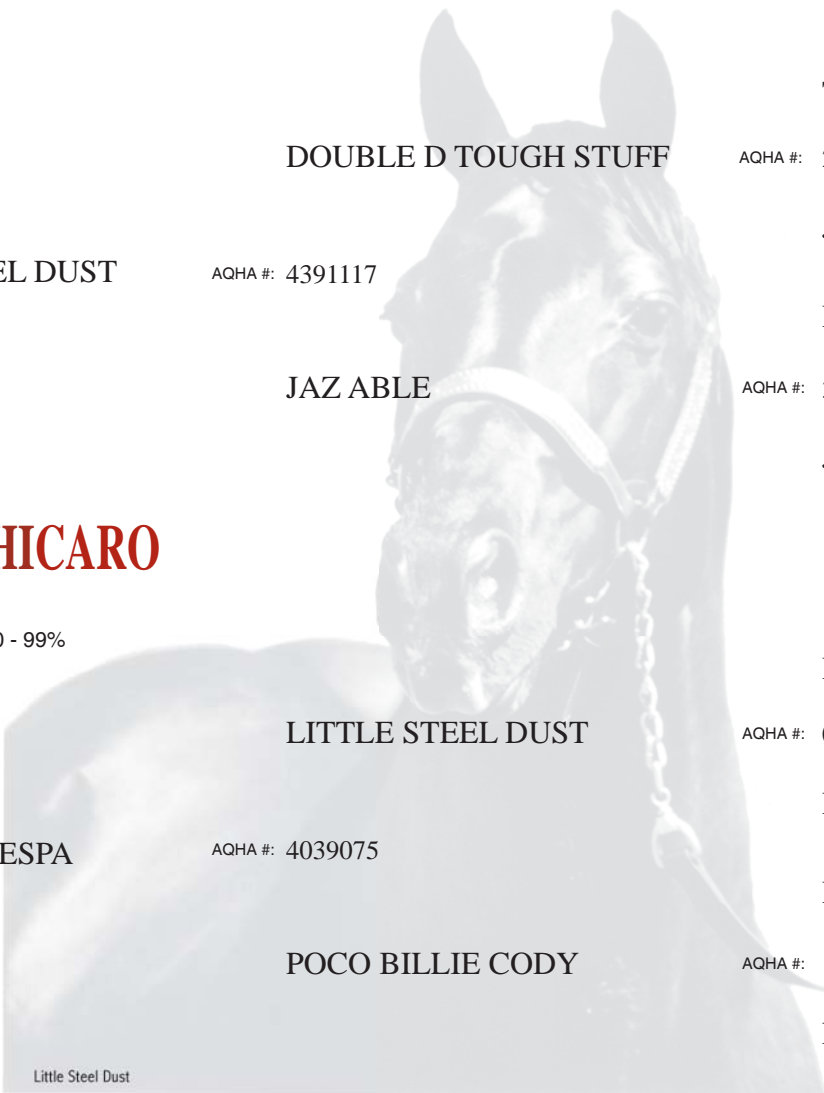 DOUBLE D TOUGH STUFF AQHA #:
EL DUST AQHA #: 4391117
JAZ ABLE AQHA #:
HICARO
- 99%
LITTLE STEEL DUST AQHA #:
ESPA AQHA #: 4039075
POCO BILLIE CODY AQHA #:
Little Steel Dust